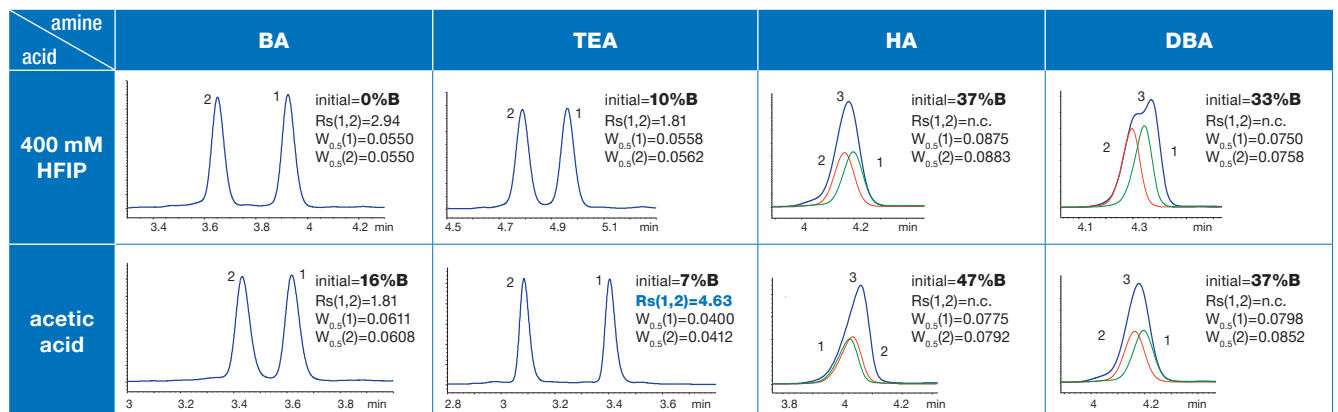 amine
acid
BA
TEA
HA
DBA
400 mM
HFIP
2
1
initial=0%B
Rs(1,2)=2.94
W0.5(1)=0.0550
W0.5(2)=0.0550
3.4 3.6 3.8 4 4.2 min
2
1
initial=10%B
Rs(1,2)=1.81
W0.5(1)=0.0558
W0.5(2)=0.0562
4.5 4.7 4.9 5.1 min
3
2
1
initial=37%B
Rs(1,2)=n.c.
W0.5(1)=0.0875
W0.5(2)=0.0883
4 4.2 min
3
2
1
initial=33%B
Rs(1,2)=n.c.
W0.5(1)=0.0750
W0.5(2)=0.0758
4.1 4.3 min
acetic
acid
2
1
initial=16%B
Rs(1,2)=1.81
W0.5(1)=0.0611
W0.5(2)=0.0608
3 3.2 3.4 3.6 3.8 min
2
1
initial=7%B
Rs(1,2)=4.63
W0.5(1)=0.0400
W0.5(2)=0.0412
2.8 3 3.2 3.4 3.6 min
3
1
2
initial=47%B
Rs(1,2)=n.c.
W0.5(1)=0.0775
W0.5(2)=0.0792
3.8 4 4.2 min
3
2
1
initial=37%B
Rs(1,2)=n.c.
W0.5(1)=0.0798
W0.5(2)=0.0852
4 4.2 min